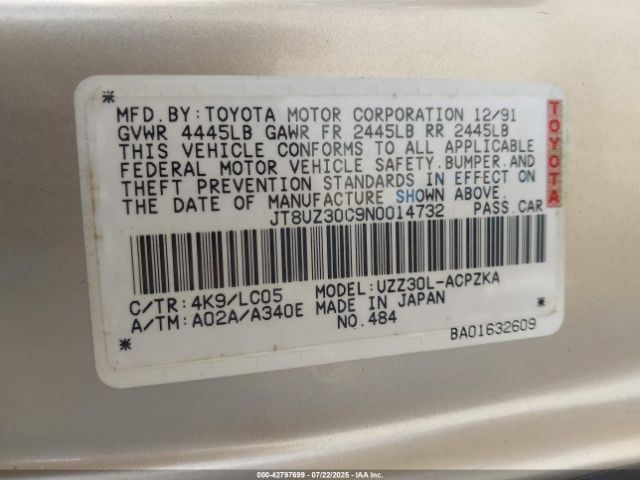 MFD.BY:TOYOTA MOTOR CORPORATION 12/91
GVWR 4445LB GAWR FR 2445LB RR 2445LB
THIS VEHICLE CONFORMS TO ALL APPLICABLE
FEDERAL MOTOR VEHICLE SAFETY,BUMPER,AND
THEFT PREVENTION STANDARDS IN EFFECT ON
THE DATE OF MANUFACTURE SHOWN ABOVE.
JT8UZ30C9N0014732 PASS.CAR
TOYOTA
C/TR: 4K9/LC05 MODEL: UZZ30L-ACPZKA
A/TM: A02A/A340E MADE IN JAPAN
NO.484
BA01632609
000-42797699 - 07/22/2025 - IAA Inc.